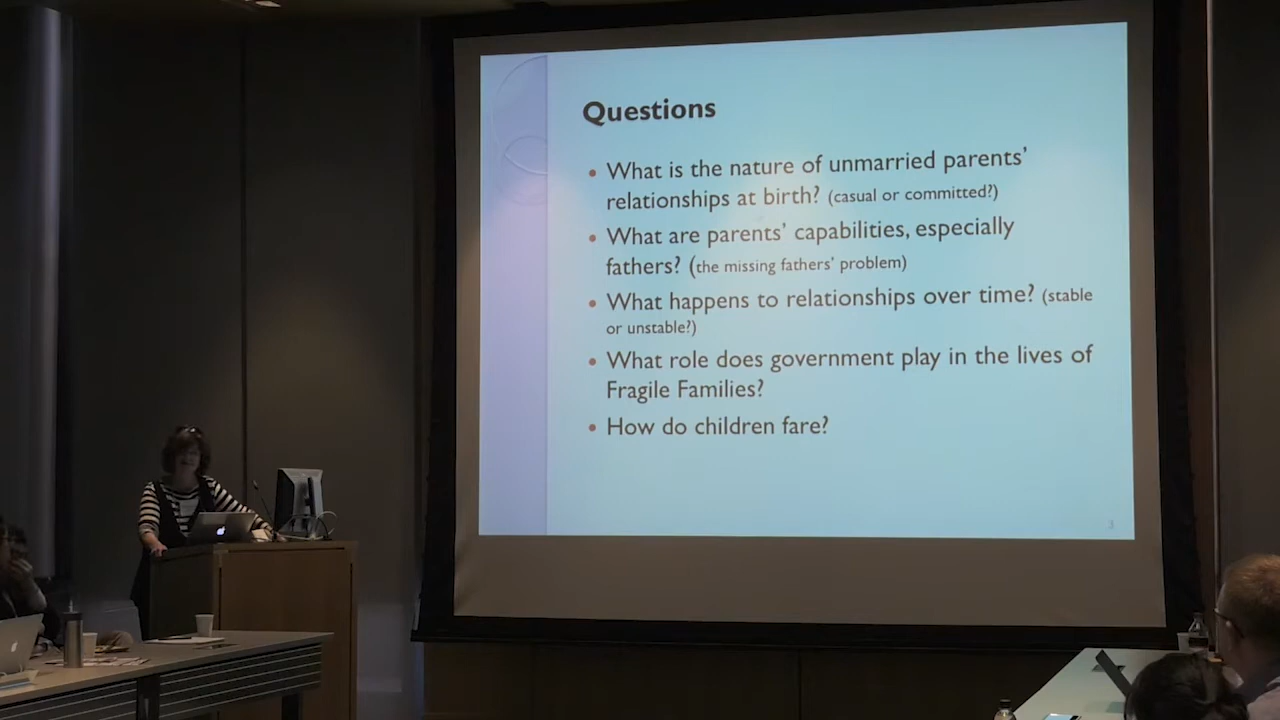 Questions
• What is the nature of unmarried parents’
relationships at birth? (casual or committed?)
• What are parents’ capabilities, especially
fathers? (the missing fathers’ problem)
• What happens to relationships over time? (stable
or unstable?)
• What role does government play in the lives of
Fragile Families?
• How do children fare?
3